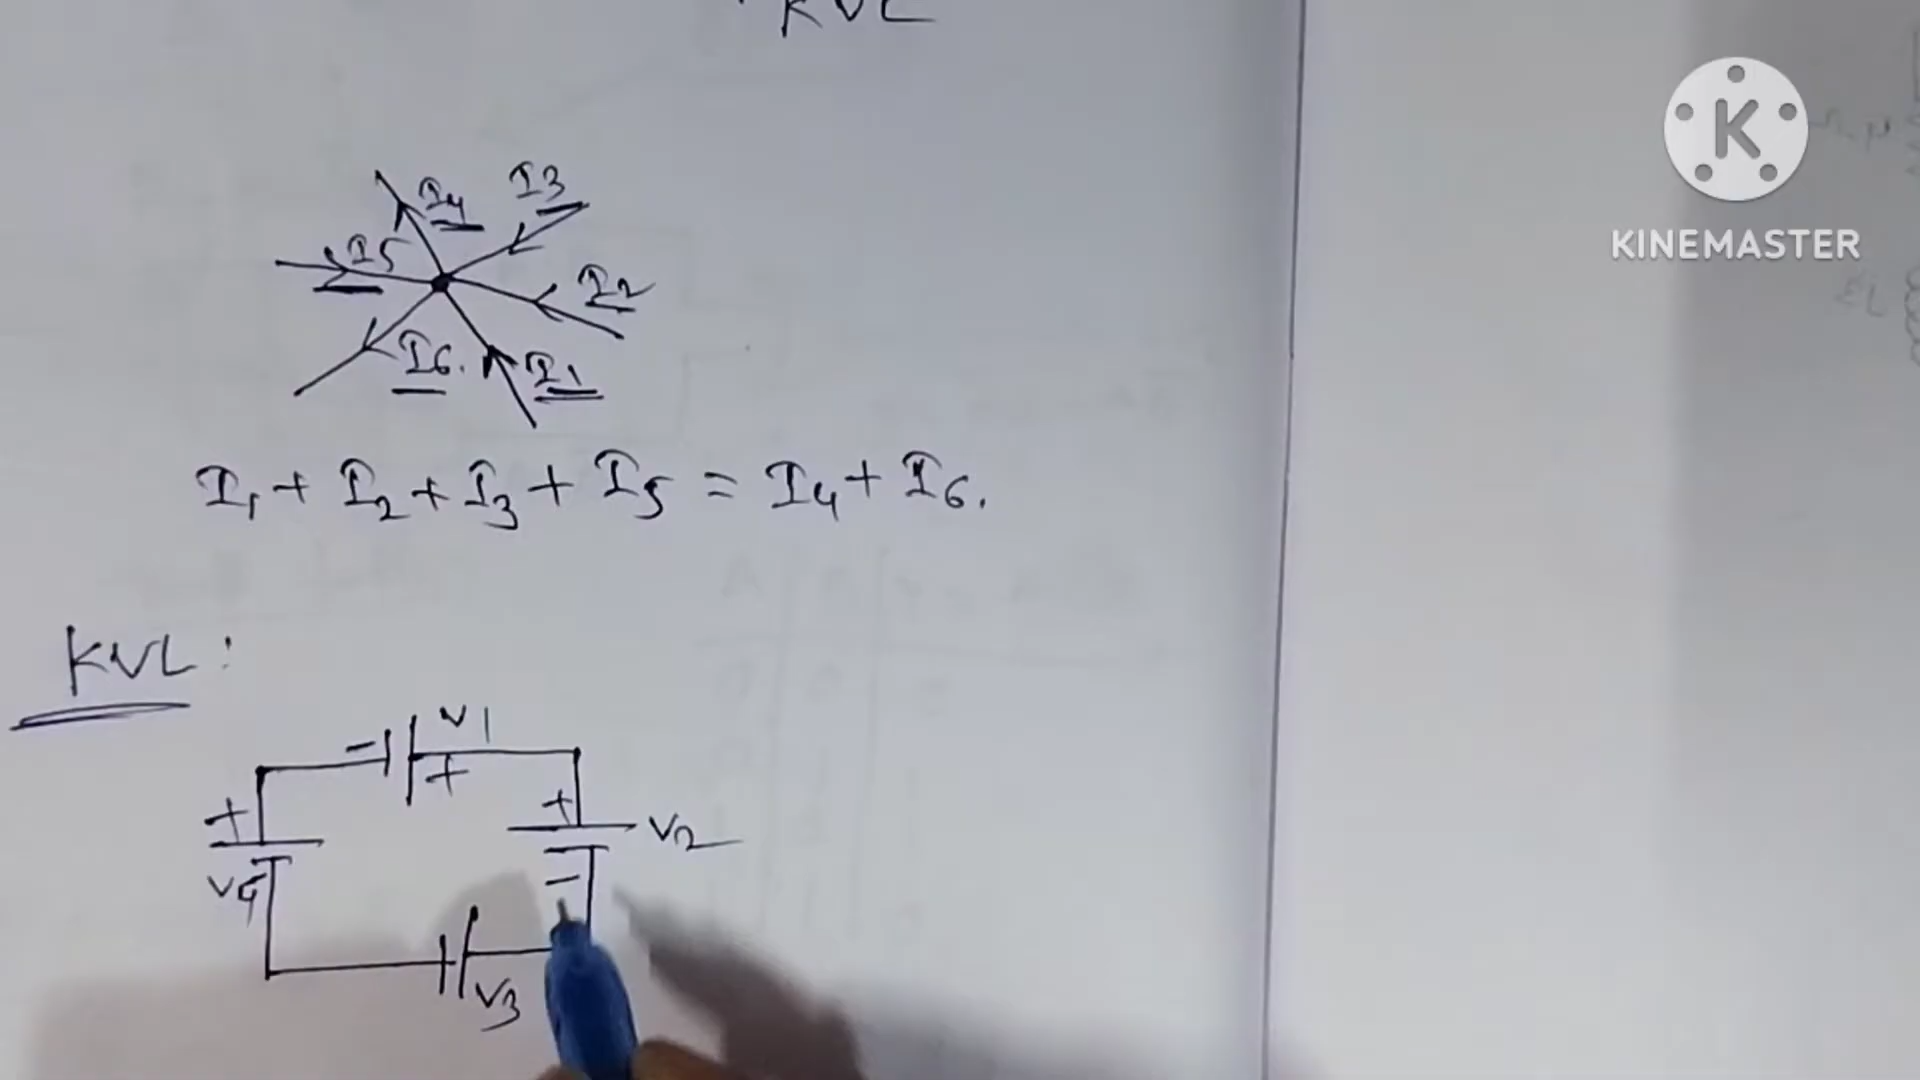 KVL
I4 I3
I5
I2
I6. I1
I1 + I2 + I3 + I5 = I4 + I6.
KVL :
- V1
+
+ +
V2
V4 -
V3
K
KINEMASTER